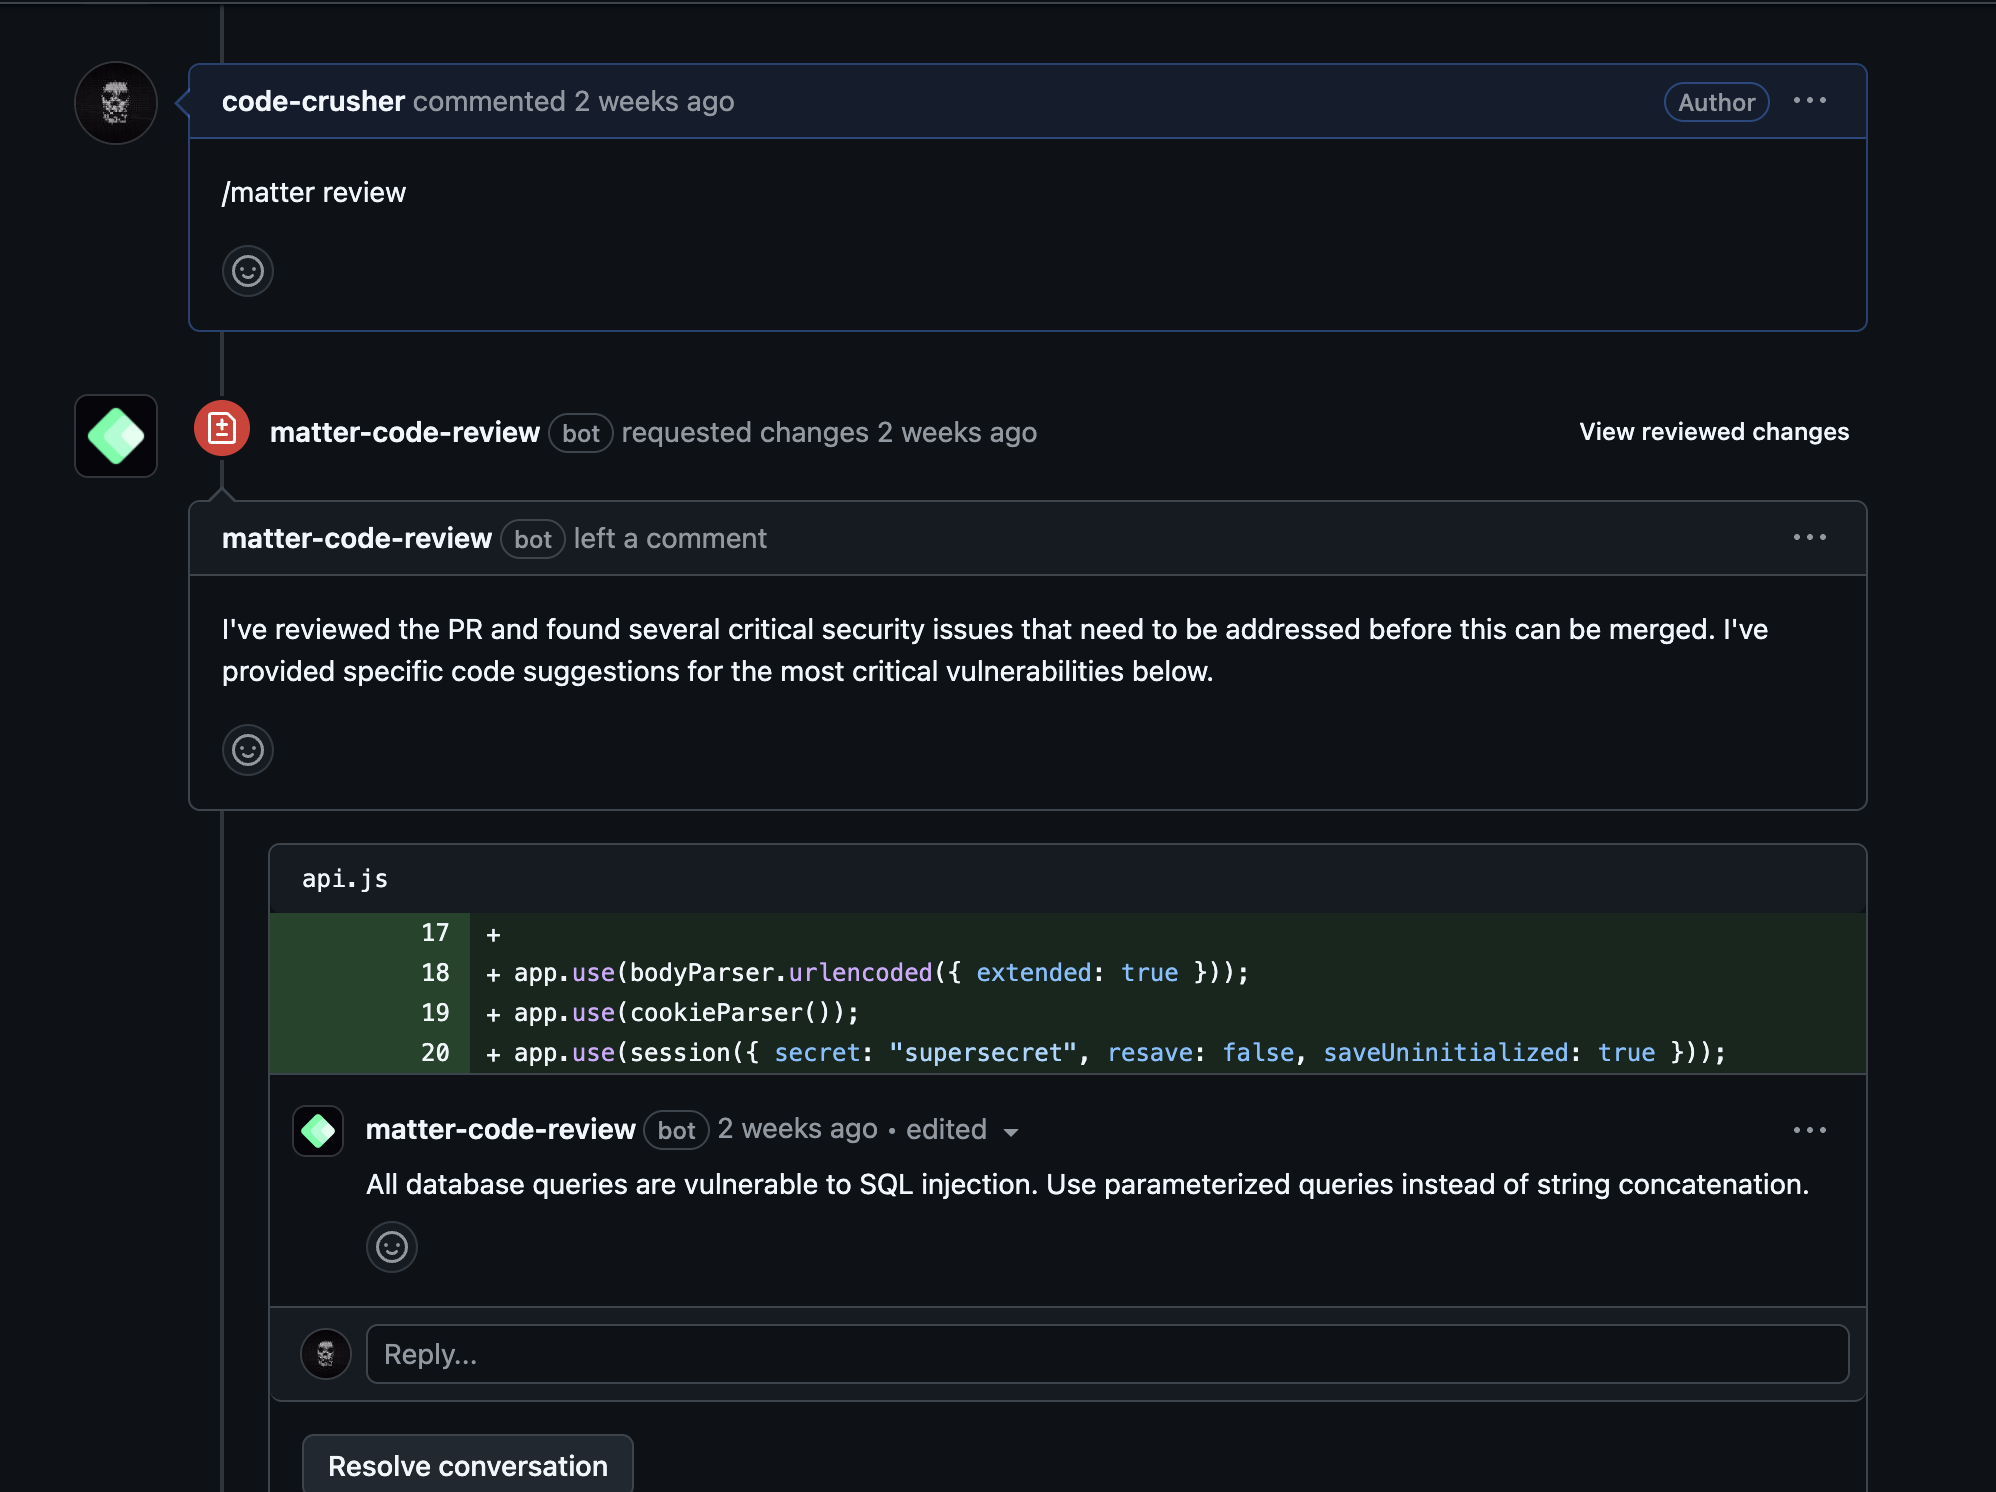 code-crusher commented 2 weeks ago Author
/matter review
matter-code-review bot requested changes 2 weeks ago View reviewed changes
matter-code-review bot left a comment
I've reviewed the PR and found several critical security issues that need to be addressed before this can be merged. I've
provided specific code suggestions for the most critical vulnerabilities below.
api.js
17 +
18 + app.use(bodyParser.urlencoded({ extended: true }));
19 + app.use(cookieParser());
20 + app.use(session({ secret: "supersecret", resave: false, saveUninitialized: true }));
matter-code-review bot 2 weeks ago • edited
All database queries are vulnerable to SQL injection. Use parameterized queries instead of string concatenation.
Reply...
Resolve conversation